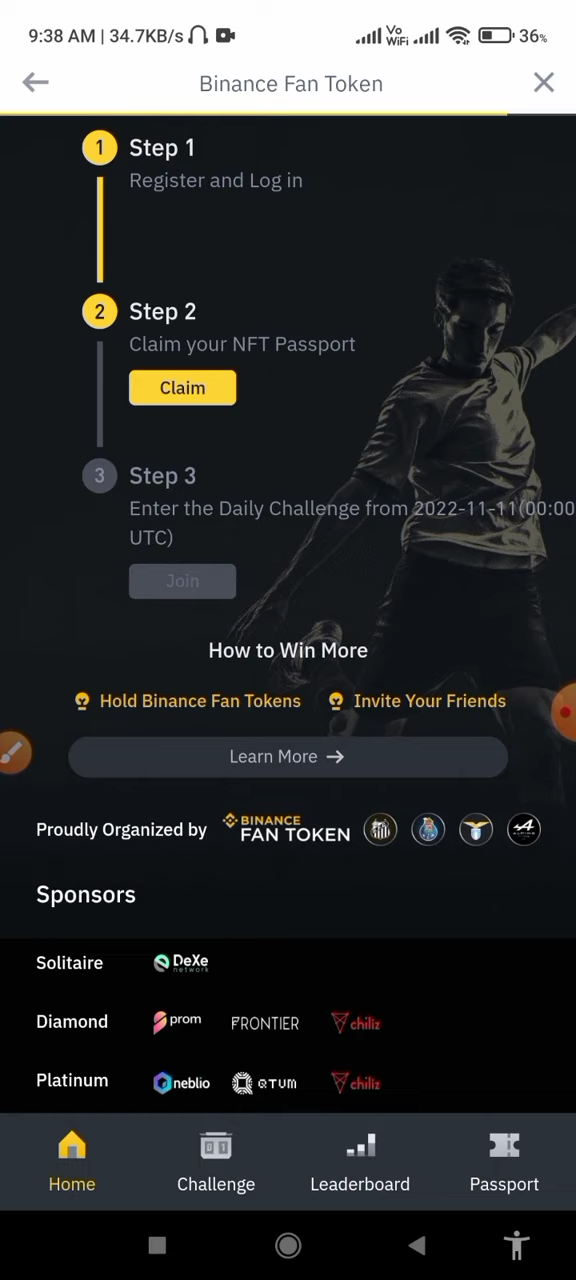 9:38 AM | 34.7KB/s Vo WiFi 36%
Binance Fan Token
1 Step 1
Register and Log in
2 Step 2
Claim your NFT Passport
Claim
3 Step 3
Enter the Daily Challenge from 2022-11-11(00:00
UTC)
Join
How to Win More
Hold Binance Fan Tokens Invite Your Friends
Learn More →
Proudly Organized by BINANCE FAN TOKEN ALPINE
Sponsors
Solitaire DeXe network
Diamond prom FRONTIER chiliz
Platinum neblio QTUM chiliz
01
Home Challenge Leaderboard Passport